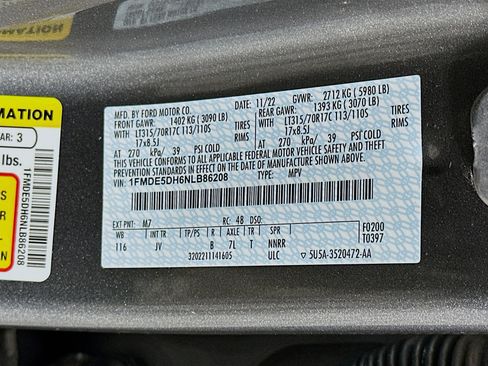 RMATION
AR: 3
lbs.
1FMDE5DH6NLB86208
MFD. BY FORD MOTOR CO.
11/22 GVWR: 2712 KG ( 5980 LB)
FRONT GAWR: 1402 KG ( 3090 LB) REAR GAWR: 1393 KG ( 3070 LB)
WITH LT315/70R17C 113/110S TIRES WITH LT315/70R17C 113/110S TIRES
17x8.5J RIMS 17x8.5J RIMS
AT 270 kPa/ 39 PSI COLD AT 270 kPa/ 39 PSI COLD
THIS VEHICLE CONFORMS TO ALL APPLICABLE FEDERAL MOTOR VEHICLE SAFETY AND THEFT
PREVENTION STANDARDS IN EFFECT ON THE DATE OF MANUFACTURE SHOWN ABOVE.
VIN: 1FMDE5DH6NLB86208 TYPE: MPV
EXT PNT: M7 RC: 48 DSO: F0200
WB INT TR TP/PS R AXLE TR SPR T0397
116 JV B 7L T NNRR
3202211141605 ULC 5U5A-3520472-AA